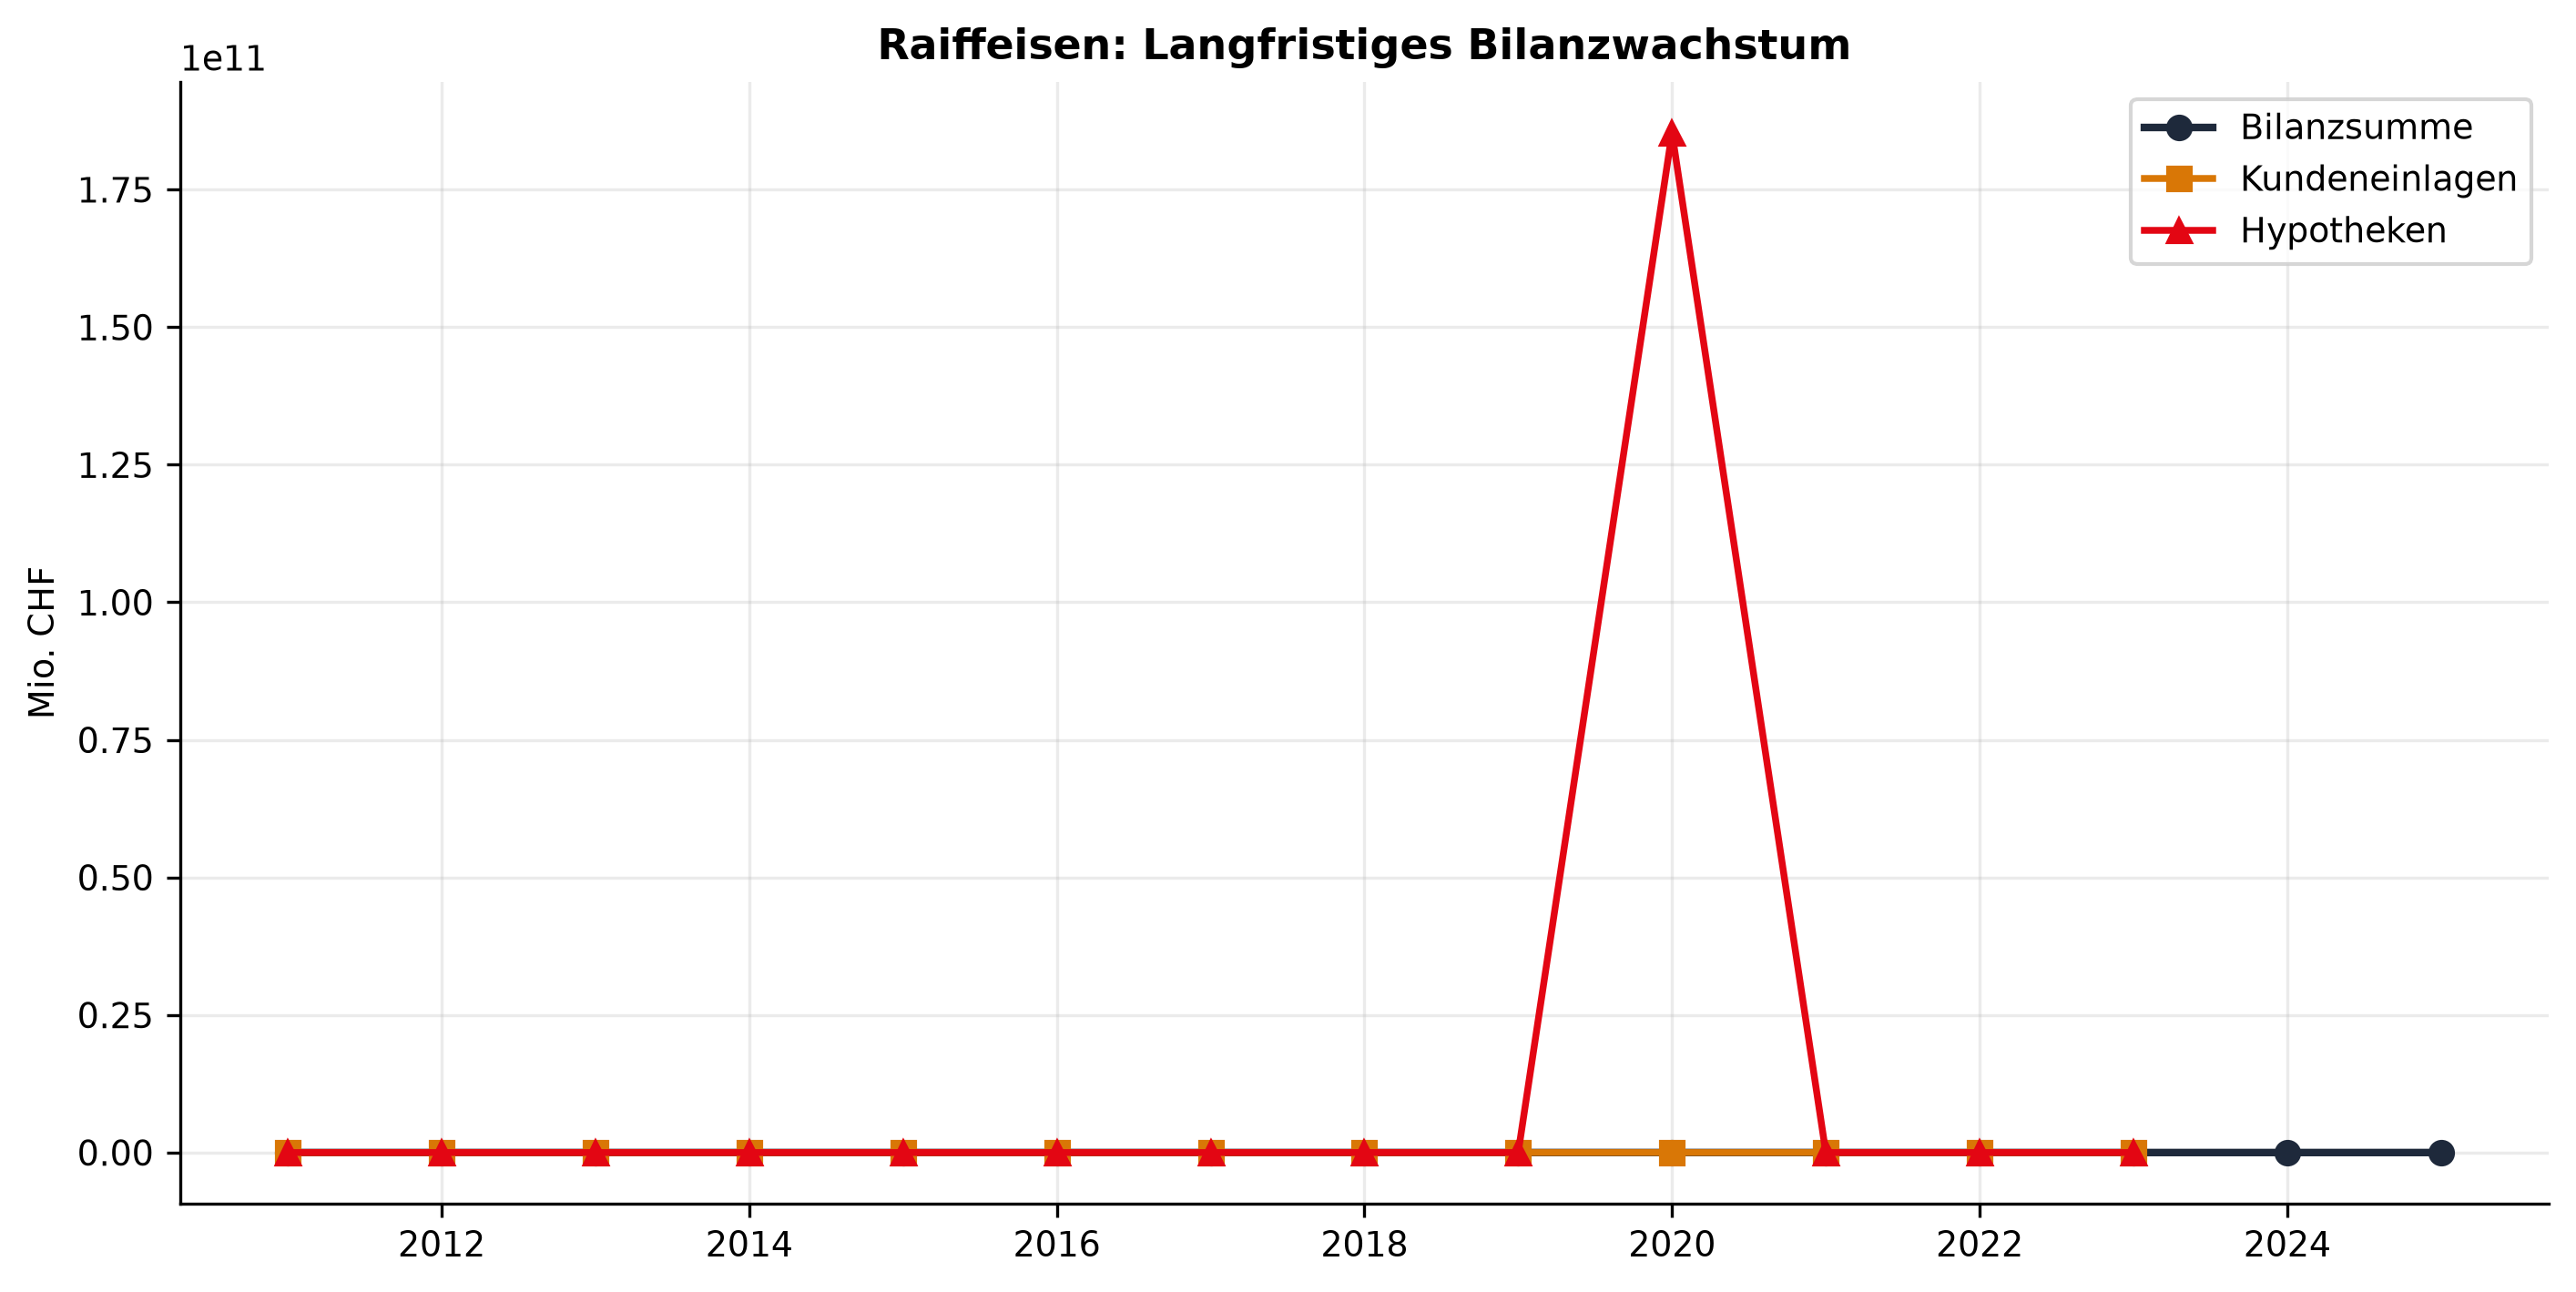 Raiffeisen: Langfristiges Bilanzwachstum
1e11
Bilanzsumme
Kundeneinlagen
Hypotheken
Mio. CHF
1.75
1.50
1.25
1.00
0.75
0.50
0.25
0.00
2012 2014 2016 2018 2020 2022 2024